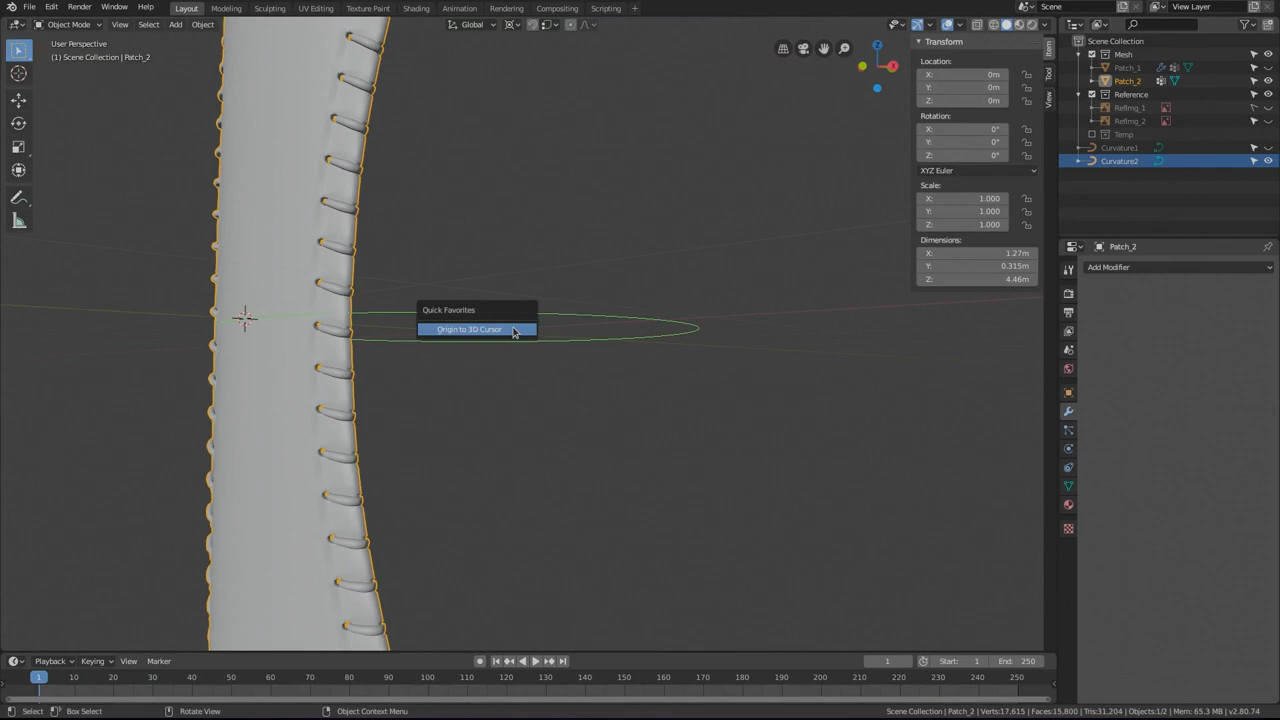 File Edit Render Window Help
Layout Modeling Sculpting UV Editing Texture Paint Shading Animation Rendering Compositing Scripting +
Scene View Layer
Object Mode View Select Add Object
Global
User Perspective
(1) Scene Collection | Patch_2
Quick Favorites
Origin to 3D Cursor
Z
X
Transform
Location:
X: 0m
Y: 0m
Z: 0m
Rotation:
X: 0°
Y: 0°
Z: 0°
XYZ Euler
Scale:
X: 1.000
Y: 1.000
Z: 1.000
Dimensions:
X: 1.27m
Y: 0.315m
Z: 4.46m
Item
Tool
View
Scene Collection
Mesh
Patch_1
Patch_2
Reference
RefImg_1
RefImg_2
Temp
Curvature1
Curvature2
Patch_2
Add Modifier
Playback Keying View Marker
1 Start: 1 End: 250
1 10 20 30 40 50 60 70 80 90 100 110 120 130 140 150 160 170 180 190 200 210 220 230 240 250
Select Box Select Rotate View Object Context Menu
Scene Collection | Patch_2 | Verts:17,615 | Faces:15,800 | Tris:31,204 | Objects:1/2 | Mem: 65.3 MB | v2.80.74